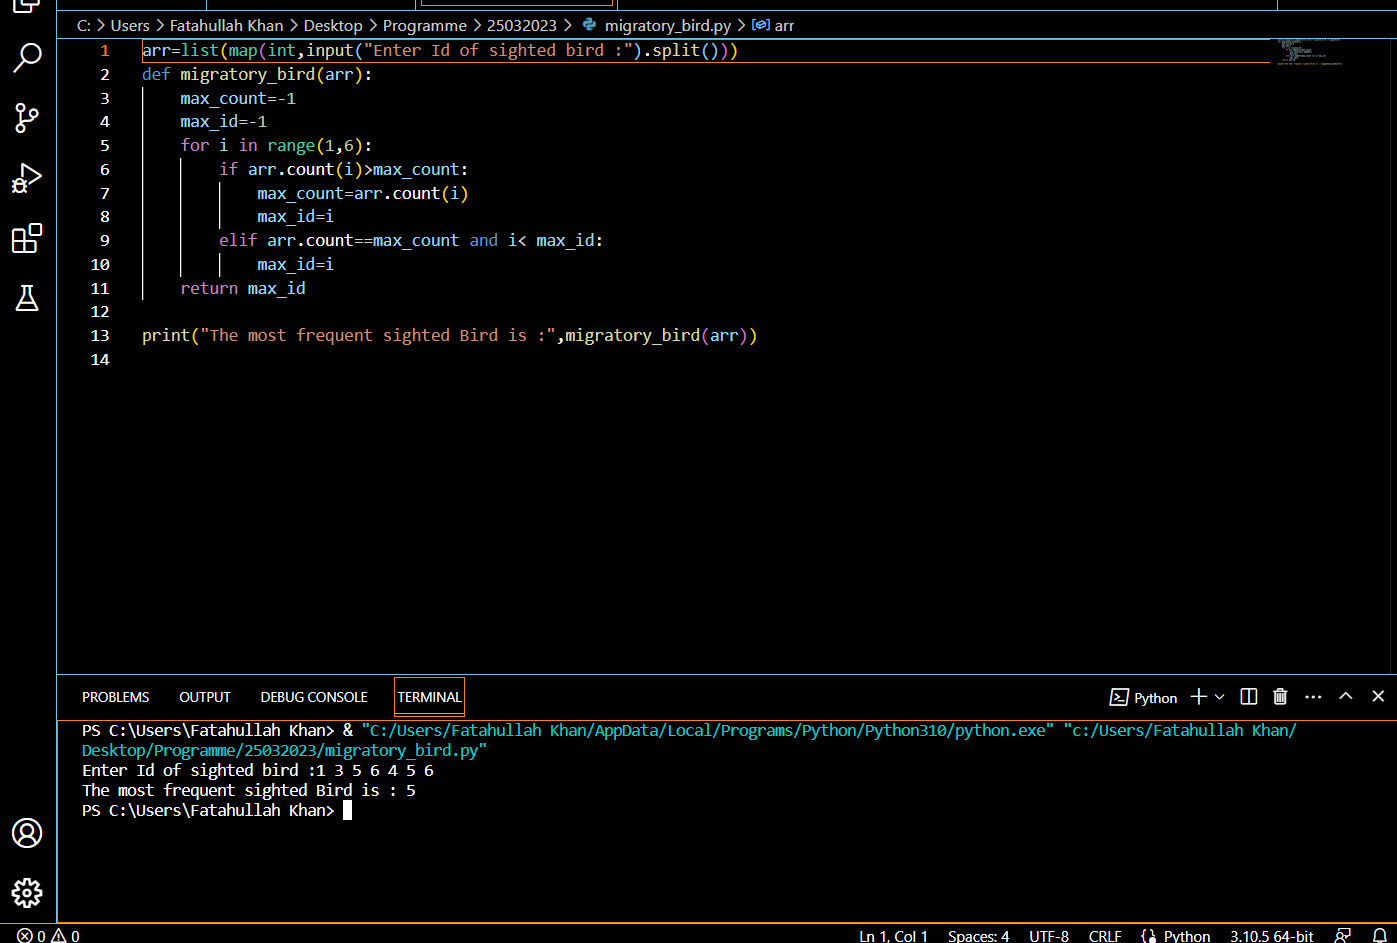 C: > Users > Fatahullah Khan > Desktop > Programme > 25032023 > migratory_bird.py > arr
1 arr=list(map(int,input("Enter Id of sighted bird :").split()))
2 def migratory_bird(arr):
3     max_count=-1
4     max_id=-1
5     for i in range(1,6):
6         if arr.count(i)>max_count:
7             max_count=arr.count(i)
8             max_id=i
9         elif arr.count==max_count and i< max_id:
10             max_id=i
11     return max_id
12
13 print("The most frequent sighted Bird is :",migratory_bird(arr))
14
PROBLEMS OUTPUT DEBUG CONSOLE TERMINAL Python
PS C:\Users\Fatahullah Khan> & "C:/Users/Fatahullah Khan/AppData/Local/Programs/Python/Python310/python.exe" "c:/Users/Fatahullah Khan/
Desktop/Programme/25032023/migratory_bird.py"
Enter Id of sighted bird :1 3 5 6 4 5 6
The most frequent sighted Bird is : 5
PS C:\Users\Fatahullah Khan>
0 0 Ln 1, Col 1 Spaces: 4 UTF-8 CRLF {} Python 3.10.5 64-bit